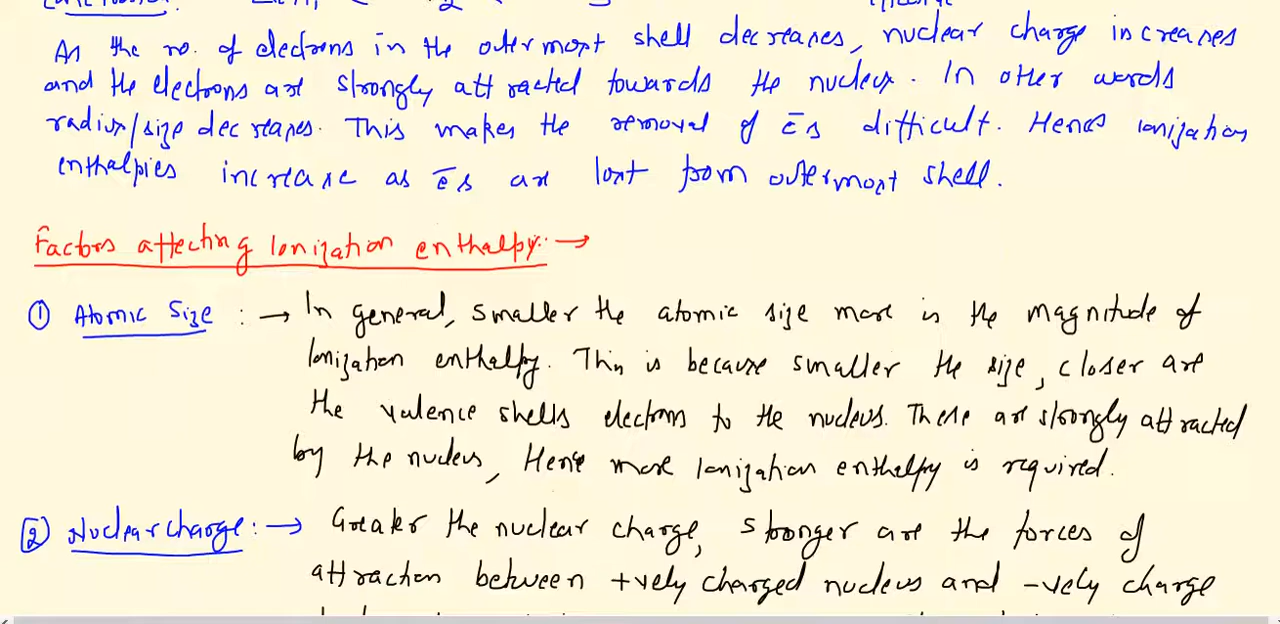 As the no. of electrons in the outermost shell decreases, nuclear charge increases
and the electrons are strongly attracted towards the nucleus. In other words
radius/size decreases. This makes the removal of ēs difficult. Hence ionization
enthalpies increase as ēs are lost from outermost shell.
Factors affecting Ionization enthalpy:→
① Atomic Size :→ In general, smaller the atomic size more is the magnitude of
Ionization enthalpy. This is because smaller the size, closer are
the valence shells electrons to the nucleus. These are strongly attracted
by the nucleus, Hence more Ionization enthalpy is required.
② Nuclear charge :→ Greater the nuclear charge, stronger are the forces of
attraction between +vely charged nucleus and -vely charge